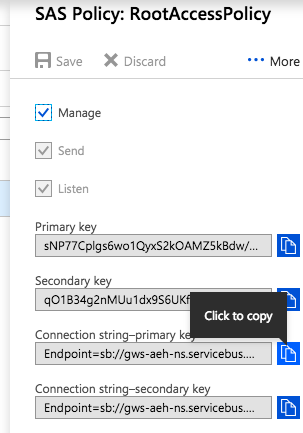 SAS Policy: RootAccessPolicy
Save Discard More
Manage
Send
Listen
Primary key
sNP77Cplgs6wo1QyxS2kOAMZ5kBdw/...
Secondary key
qO1B34g2nMUu1dx9S6UKf
Click to copy
Connection string–primary key
Endpoint=sb://gws-aeh-ns.servicebus....
Connection string–secondary key
Endpoint=sb://gws-aeh-ns.servicebus....